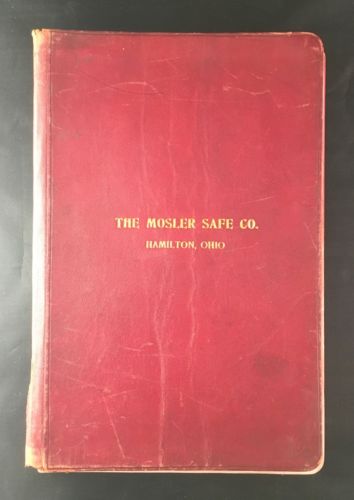 THE MOSLER SAFE CO.
HAMILTON, OHIO